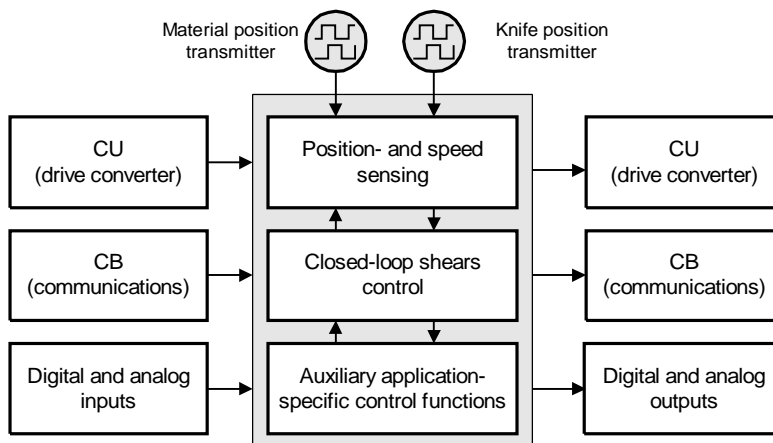 Material position
transmitter
Knife position
transmitter
CU
(drive converter)
Position- and speed
sensing
CU
(drive converter)
CB
(communications)
Closed-loop shears
control
CB
(communications)
Digital and analog
inputs
Auxiliary application-
specific control functions
Digital and analog
outputs